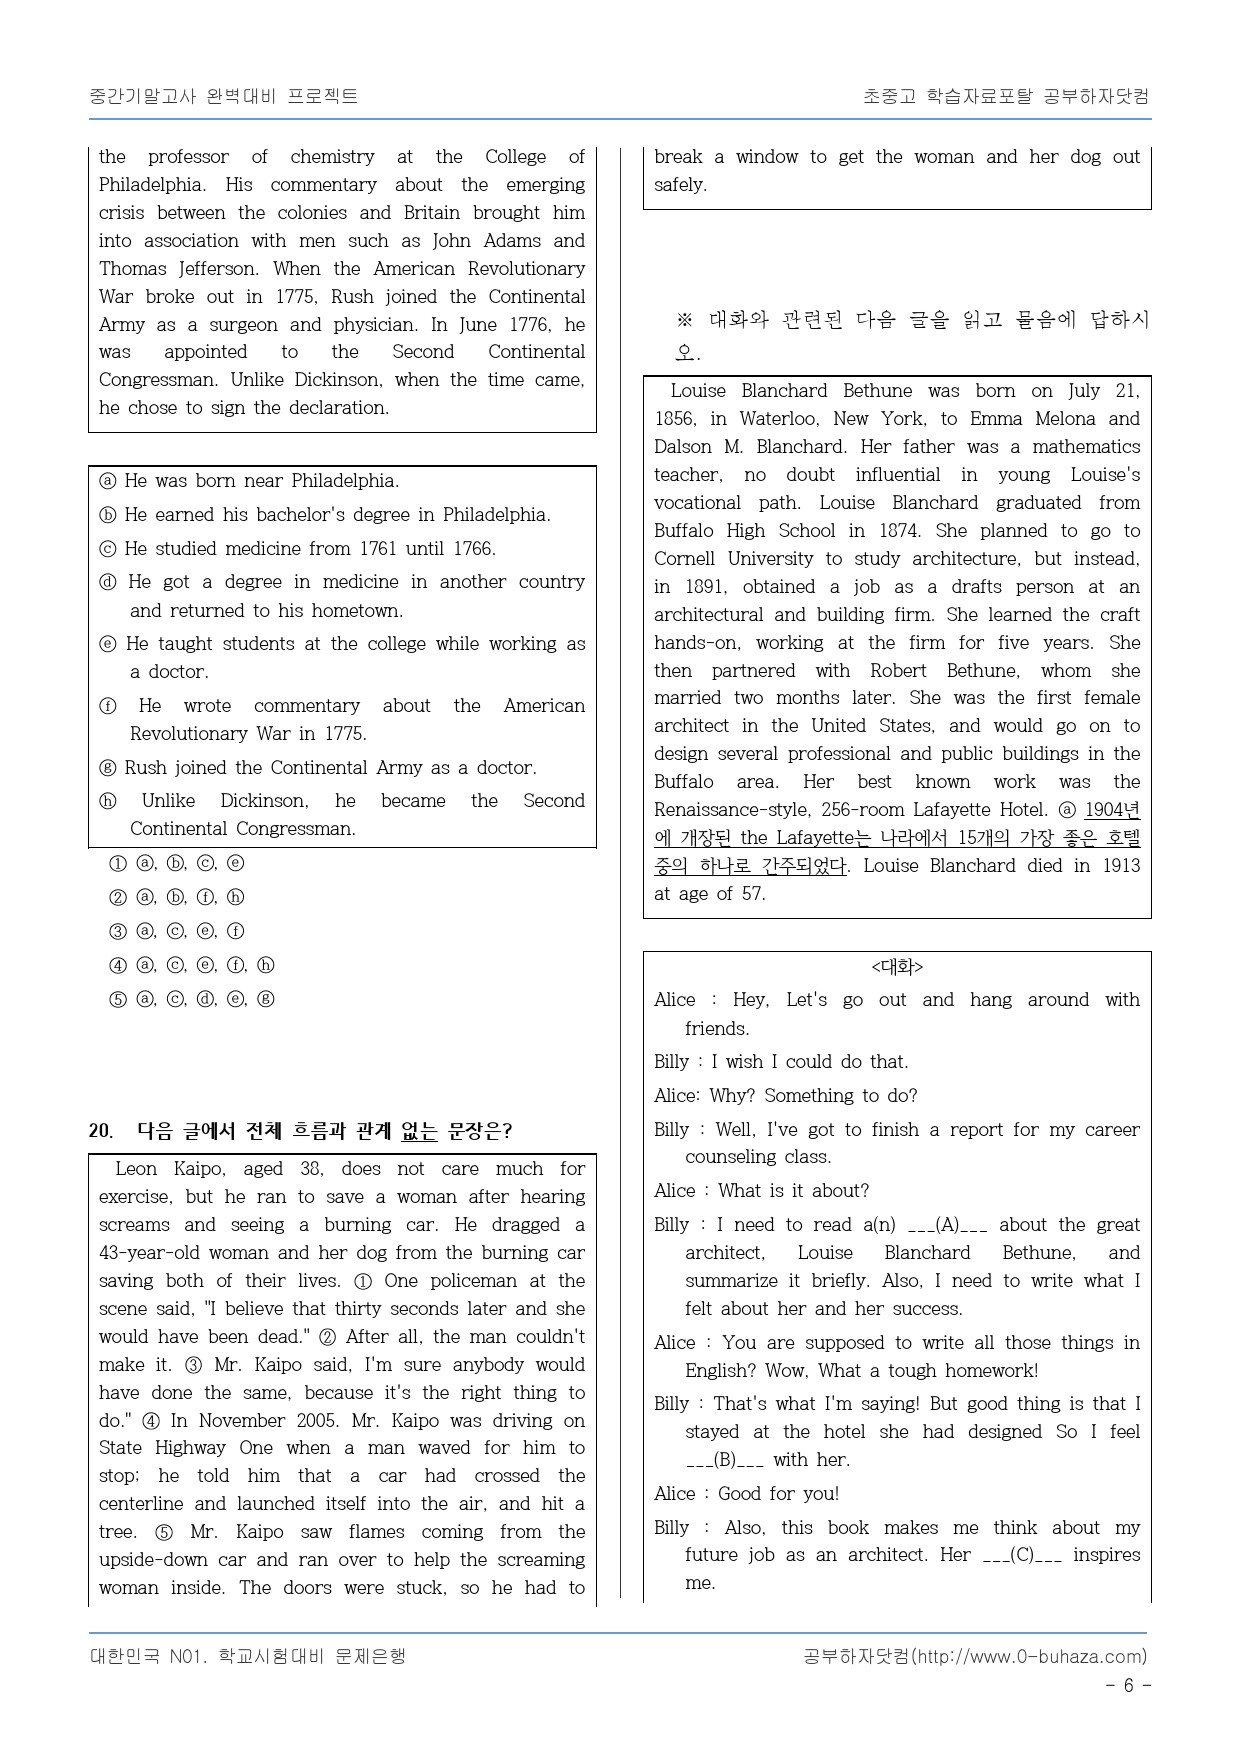 중간기말고사 완벽대비 프로젝트
초중고 학습자료포탈 공부하자닷컴
the professor of chemistry at the College of
Philadelphia. His commentary about the emerging
crisis between the colonies and Britain brought him
into association with men such as John Adams and
Thomas Jefferson. When the American Revolutionary
War broke out in 1775, Rush joined the Continental
Army as a surgeon and physician. In June 1776, he
was appointed to the Second Continental
Congressman. Unlike Dickinson, when the time came,
he chose to sign the declaration.
ⓐ He was born near Philadelphia.
ⓑ He earned his bachelor's degree in Philadelphia.
ⓒ He studied medicine from 1761 until 1766.
ⓓ He got a degree in medicine in another country
and returned to his hometown.
ⓔ He taught students at the college while working as
a doctor.
ⓕ He wrote commentary about the American
Revolutionary War in 1775.
ⓖ Rush joined the Continental Army as a doctor.
ⓗ Unlike Dickinson, he became the Second
Continental Congressman.
① ⓐ, ⓑ, ⓒ, ⓔ
② ⓐ, ⓑ, ⓕ, ⓗ
③ ⓐ, ⓒ, ⓔ, ⓕ
④ ⓐ, ⓒ, ⓔ, ⓕ, ⓗ
⑤ ⓐ, ⓒ, ⓓ, ⓔ, ⓖ
20. 다음 글에서 전체 흐름과 관계 없는 문장은?
Leon Kaipo, aged 38, does not care much for
exercise, but he ran to save a woman after hearing
screams and seeing a burning car. He dragged a
43-year-old woman and her dog from the burning car
saving both of their lives. ① One policeman at the
scene said, "I believe that thirty seconds later and she
would have been dead." ② After all, the man couldn't
make it. ③ Mr. Kaipo said, I'm sure anybody would
have done the same, because it's the right thing to
do." ④ In November 2005. Mr. Kaipo was driving on
State Highway One when a man waved for him to
stop; he told him that a car had crossed the
centerline and launched itself into the air, and hit a
tree. ⑤ Mr. Kaipo saw flames coming from the
upside-down car and ran over to help the screaming
woman inside. The doors were stuck, so he had to
break a window to get the woman and her dog out
safely.
※ 대화와 관련된 다음 글을 읽고 물음에 답하시
오.
Louise Blanchard Bethune was born on July 21,
1856, in Waterloo, New York, to Emma Melona and
Dalson M. Blanchard. Her father was a mathematics
teacher, no doubt influential in young Louise's
vocational path. Louise Blanchard graduated from
Buffalo High School in 1874. She planned to go to
Cornell University to study architecture, but instead,
in 1891, obtained a job as a drafts person at an
architectural and building firm. She learned the craft
hands-on, working at the firm for five years. She
then partnered with Robert Bethune, whom she
married two months later. She was the first female
architect in the United States, and would go on to
design several professional and public buildings in the
Buffalo area. Her best known work was the
Renaissance-style, 256-room Lafayette Hotel. ⓐ 1904년
에 개장된 the Lafayette는 나라에서 15개의 가장 좋은 호텔
중의 하나로 간주되었다. Louise Blanchard died in 1913
at age of 57.
<대화>
Alice : Hey, Let's go out and hang around with
friends.
Billy : I wish I could do that.
Alice: Why? Something to do?
Billy : Well, I've got to finish a report for my career
counseling class.
Alice : What is it about?
Billy : I need to read a(n) ___(A)___ about the great
architect, Louise Blanchard Bethune, and
summarize it briefly. Also, I need to write what I
felt about her and her success.
Alice : You are supposed to write all those things in
English? Wow, What a tough homework!
Billy : That's what I'm saying! But good thing is that I
stayed at the hotel she had designed So I feel
___(B)___ with her.
Alice : Good for you!
Billy : Also, this book makes me think about my
future job as an architect. Her ___(C)___ inspires
me.
대한민국 N01. 학교시험대비 문제은행
공부하자닷컴(http://www.0-buhaza.com)
- 6 -